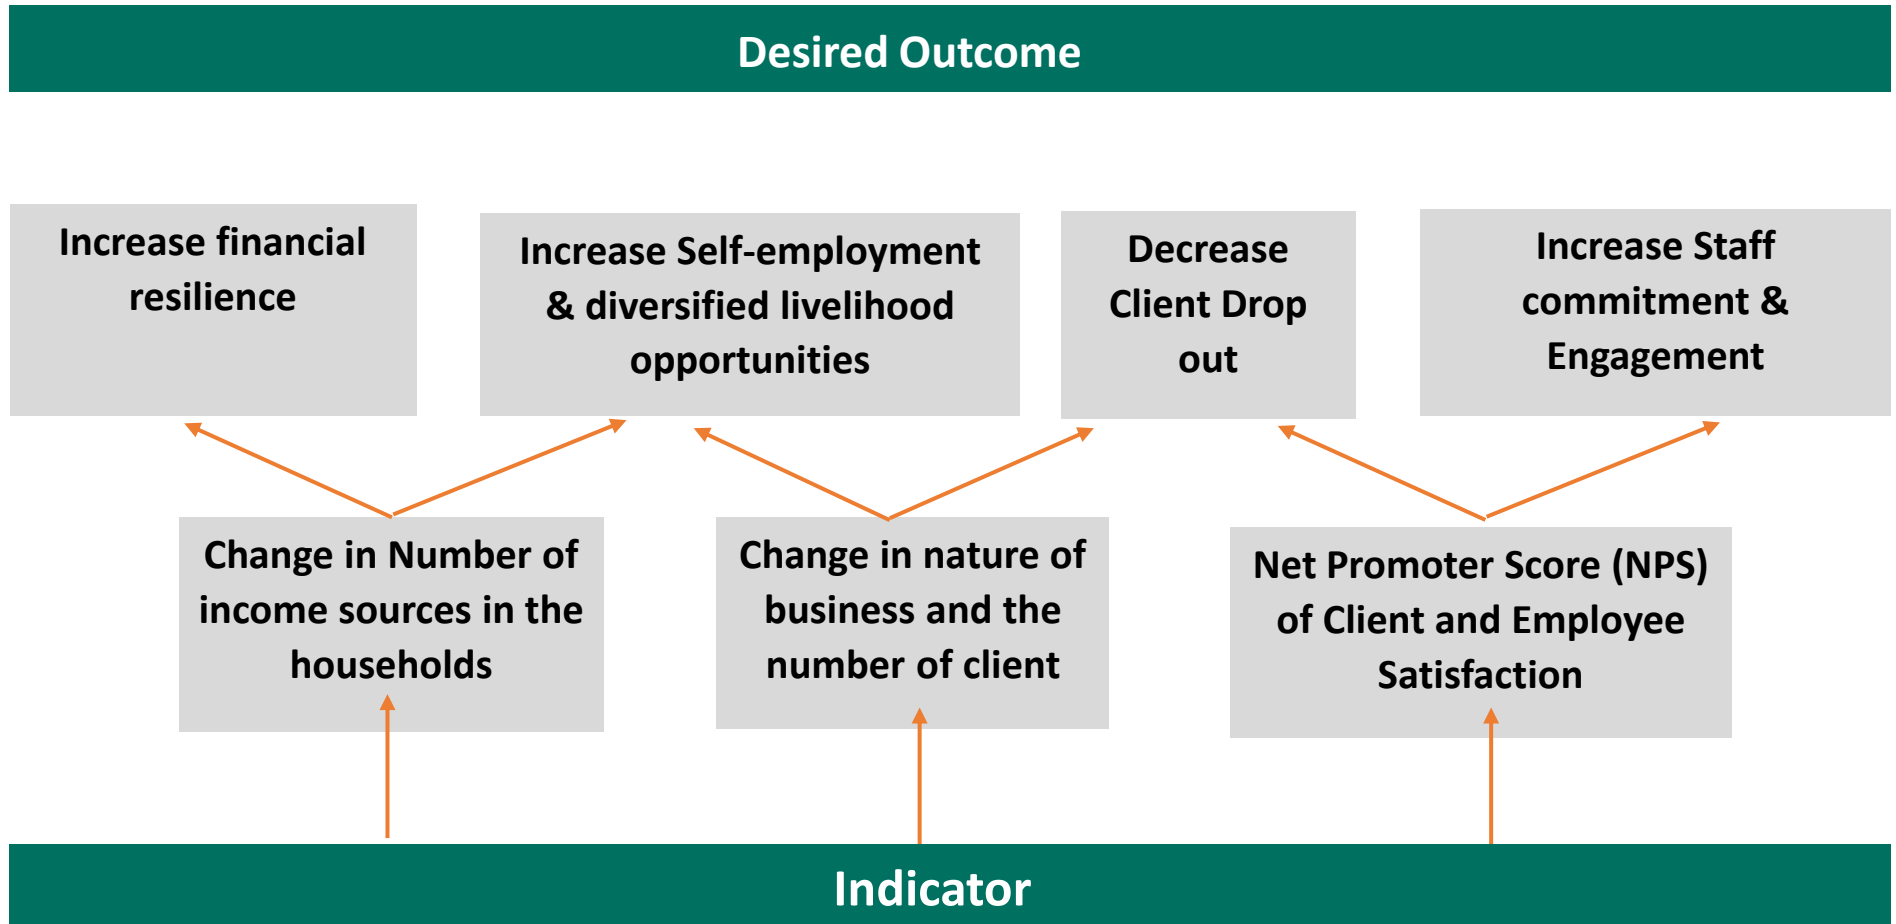 Desired Outcome
Increase financial
resilience
Increase Self-employment
& diversified livelihood
opportunities
Decrease
Client Drop
out
Increase Staff
commitment &
Engagement
Change in Number of
income sources in the
households
Change in nature of
business and the
number of client
Net Promoter Score (NPS)
of Client and Employee
Satisfaction
Indicator